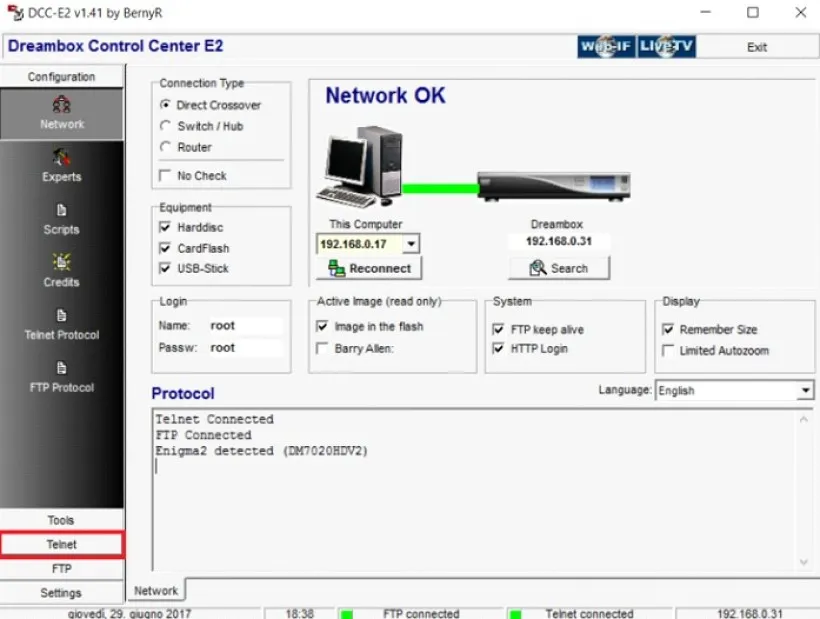 DCC-E2 v1.41 by BernyR
Dreambox Control Center E2
Web-IF
LiveTV
Exit
Configuration
Network
Experts
Scripts
Credits
Telnet Protocol
FTP Protocol
Tools
Telnet
FTP
Settings
Connection Type
Direct Crossover
Switch / Hub
Router
No Check
Equipment
Harddisc
CardFlash
USB-Stick
Network OK
This Computer
192.168.0.17
Reconnect
Dreambox
192.168.0.31
Search
Login
Name: root
Passw: root
Active Image (read only)
Image in the flash
Barry Allen:
System
FTP keep alive
HTTP Login
Display
Remember Size
Limited Autozoom
Protocol
Language: English
Telnet Connected
FTP Connected
Enigma2 detected (DM7020HDV2)
Network
giovedì, 29. giugno 2017
18:38
FTP connected
Telnet connected
192.168.0.31